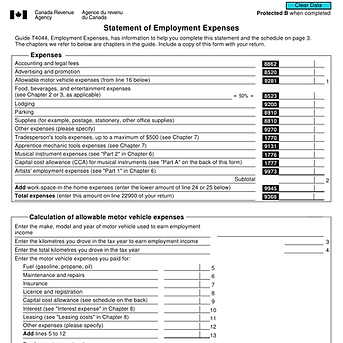 Clear Data
Canada Revenue Agency
Agence du revenu du Canada
Protected B when completed
Statement of Employment Expenses
Guide T4044, Employment Expenses, has information to help you complete this statement and the schedule on page 3.
The chapters we refer to below are chapters in the guide. Include a copy of this form with your return.
Expenses
Accounting and legal fees 8862
Advertising and promotion 8520
Allowable motor vehicle expenses (from line 16 below) 9281 1
Food, beverages, and entertainment expenses
(see Chapter 2 or 3, as applicable) × 50% = 8523
Lodging 9200
Parking 8910
Supplies (for example, postage, stationery, other office supplies) 8810
Other expenses (please specify) 9270
Tradesperson's tools expenses, up to a maximum of $500 (see Chapter 7) 1770
Apprentice mechanic tools expenses (see Chapter 7) 9131
Musical instrument expenses (see "Part 2" in Chapter 6) 1776
Capital cost allowance (CCA) for musical instruments (see "Part A" on the back of this form) 1777
Artists' employment expenses (see "Part 1" in Chapter 6) 9973
Subtotal 2
Add work-space-in-the-home expenses (enter the lower amount of line 24 or 25 below) 9945
Total expenses (enter this amount on line 22900 of your return) 9368
Calculation of allowable motor vehicle expenses
Enter the make, model and year of motor vehicle used to earn employment
income
Enter the kilometres you drove in the tax year to earn employment income 3
Enter the total kilometres you drove in the tax year 4
Enter the motor vehicle expenses you paid for:
Fuel (gasoline, propane, oil) 5
Maintenance and repairs 6
Insurance 7
Licence and registration 8
Capital cost allowance (see schedule on the back) 9
Interest (see "Interest expense" in Chapter 8) 10
Leasing (see "Leasing costs" in Chapter 8) 11
Other expenses (please specify) 12
Add lines 5 to 12 13